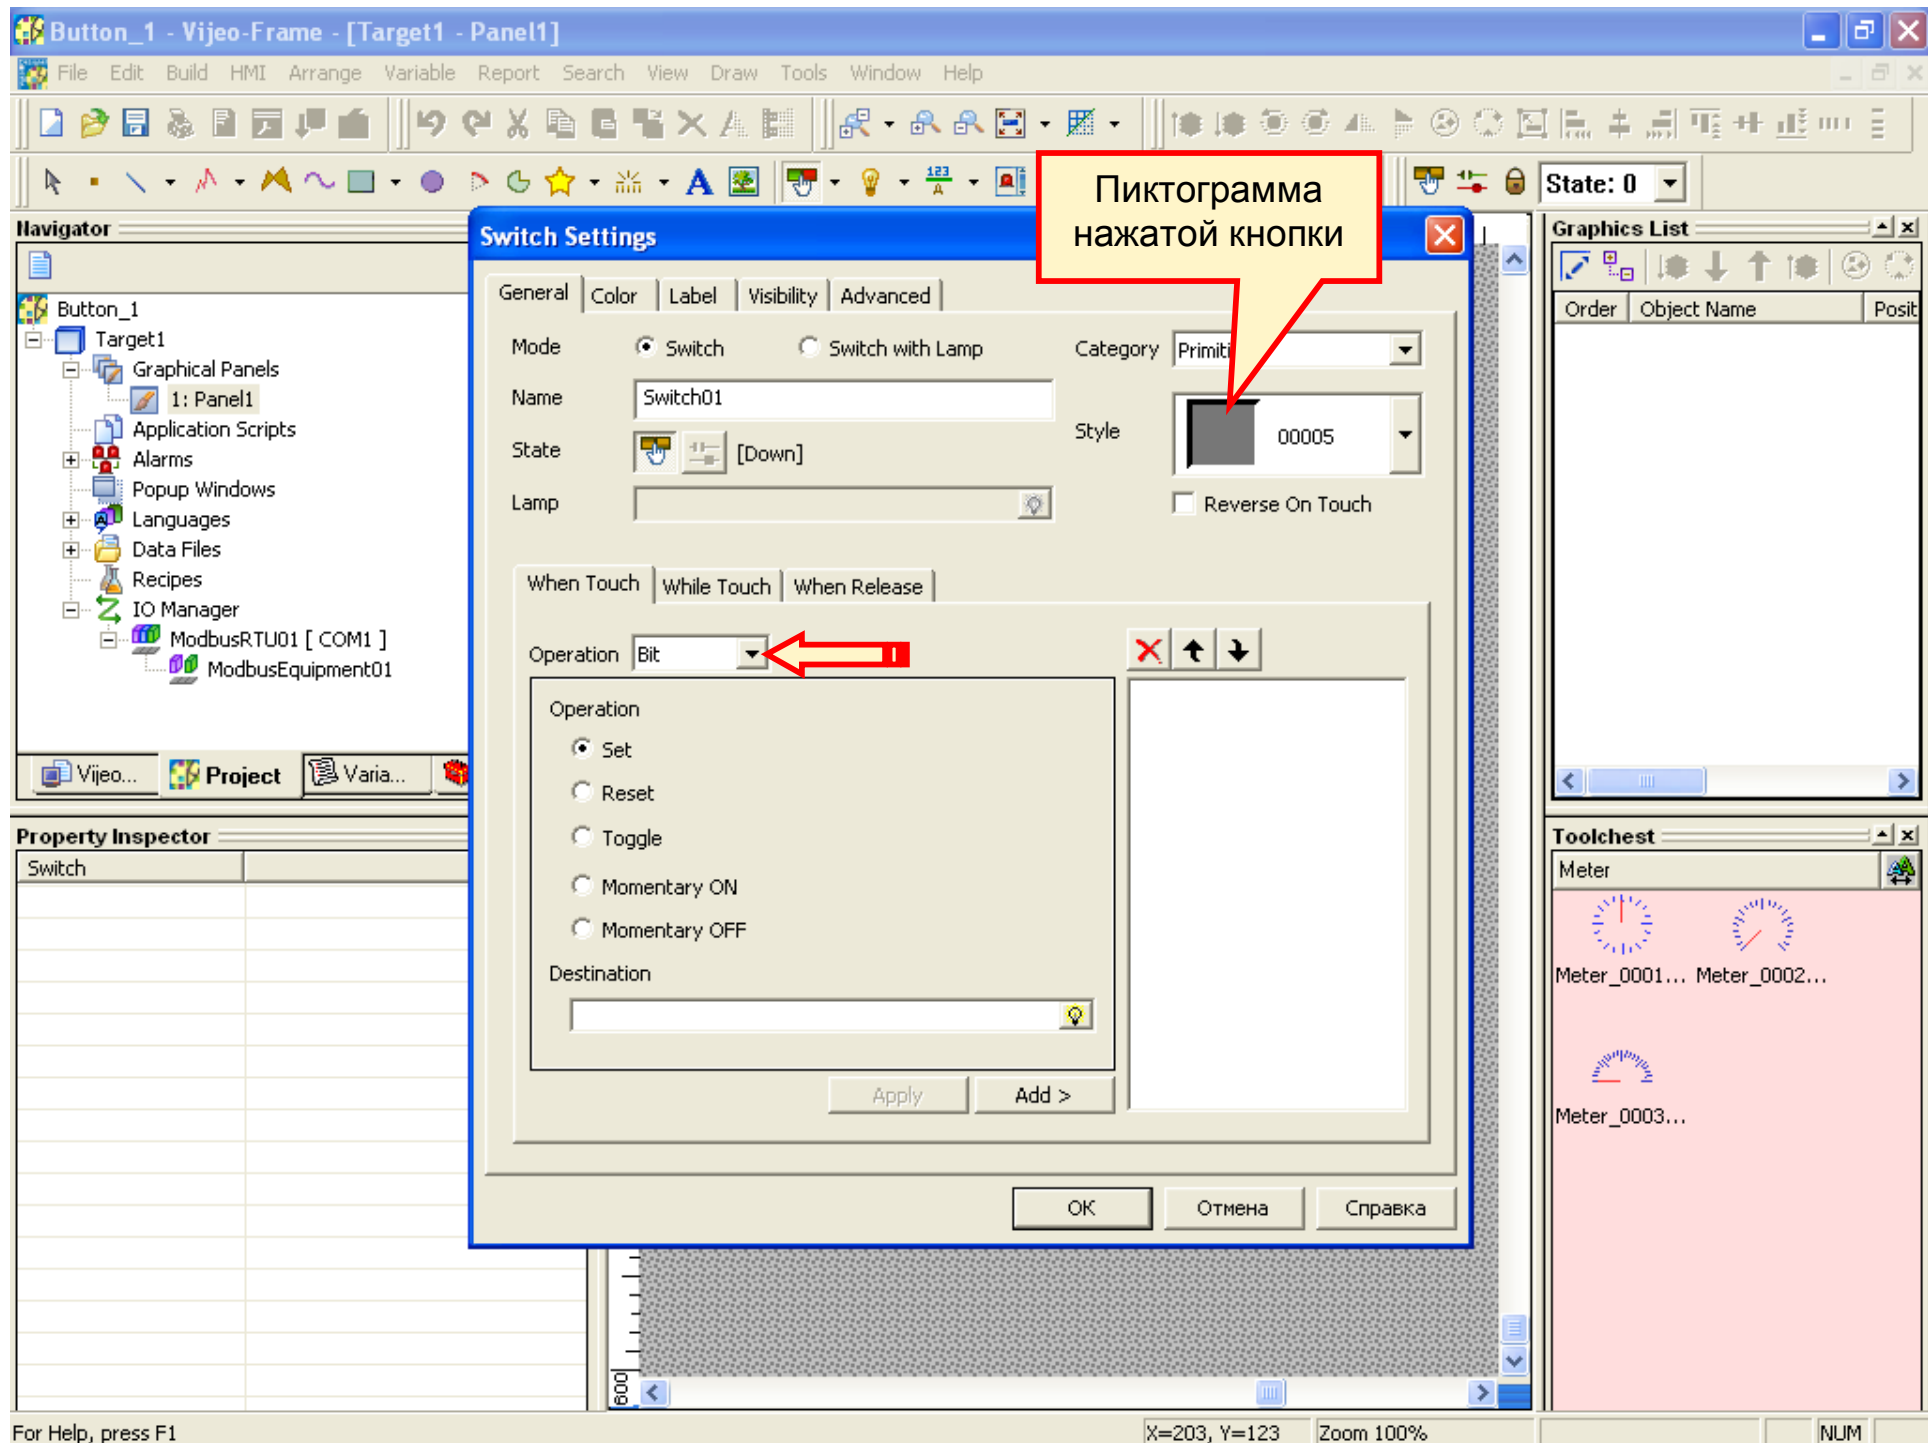 Button_1 - Vijeo-Frame - [Target1 - Panel1]
File Edit Build HMI Arrange Variable Report Search View Draw Tools Window Help
State: 0
Пиктограмма
нажатой кнопки
Navigator
Button_1
Target1
Graphical Panels
1: Panel1
Application Scripts
Alarms
Popup Windows
Languages
Data Files
Recipes
IO Manager
ModbusRTU01 [ COM1 ]
ModbusEquipment01
Vijeo... Project Varia...
Property Inspector
Switch
Switch Settings
General Color Label Visibility Advanced
Mode Switch Switch with Lamp
Category
Name Switch01
State [Down]
Style 00005
Lamp
Reverse On Touch
When Touch While Touch When Release
Operation Bit
Operation
Set
Reset
Toggle
Momentary ON
Momentary OFF
Destination
Apply Add >
OK Отмена Справка
600
Graphics List
Order Object Name Posit
Toolchest
Meter
Meter_0001... Meter_0002...
Meter_0003...
For Help, press F1 X=203, Y=123 Zoom 100% NUM